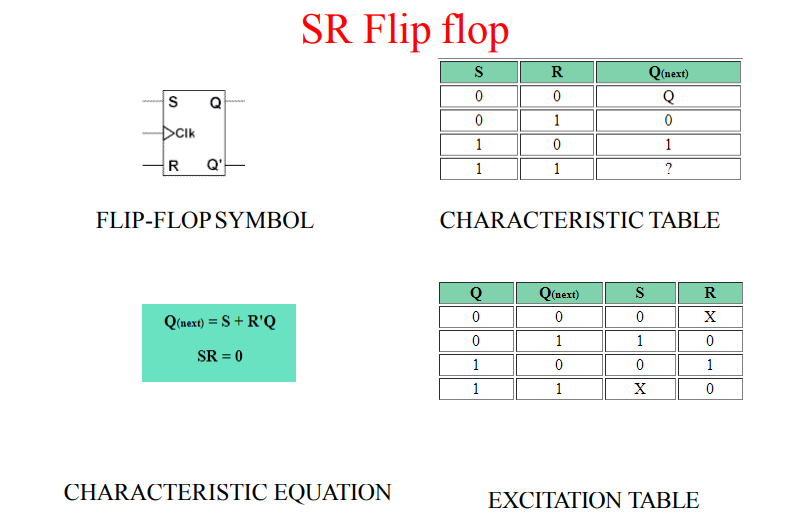 SR Flip flop
S Q
Clk
R Q'
FLIP-FLOP SYMBOL
S R Q(next)
0 0 Q
0 1 0
1 0 1
1 1 ?
CHARACTERISTIC TABLE
Q(next) = S + R'Q
SR = 0
CHARACTERISTIC EQUATION
Q Q(next) S R
0 0 0 X
0 1 1 0
1 0 0 1
1 1 X 0
EXCITATION TABLE